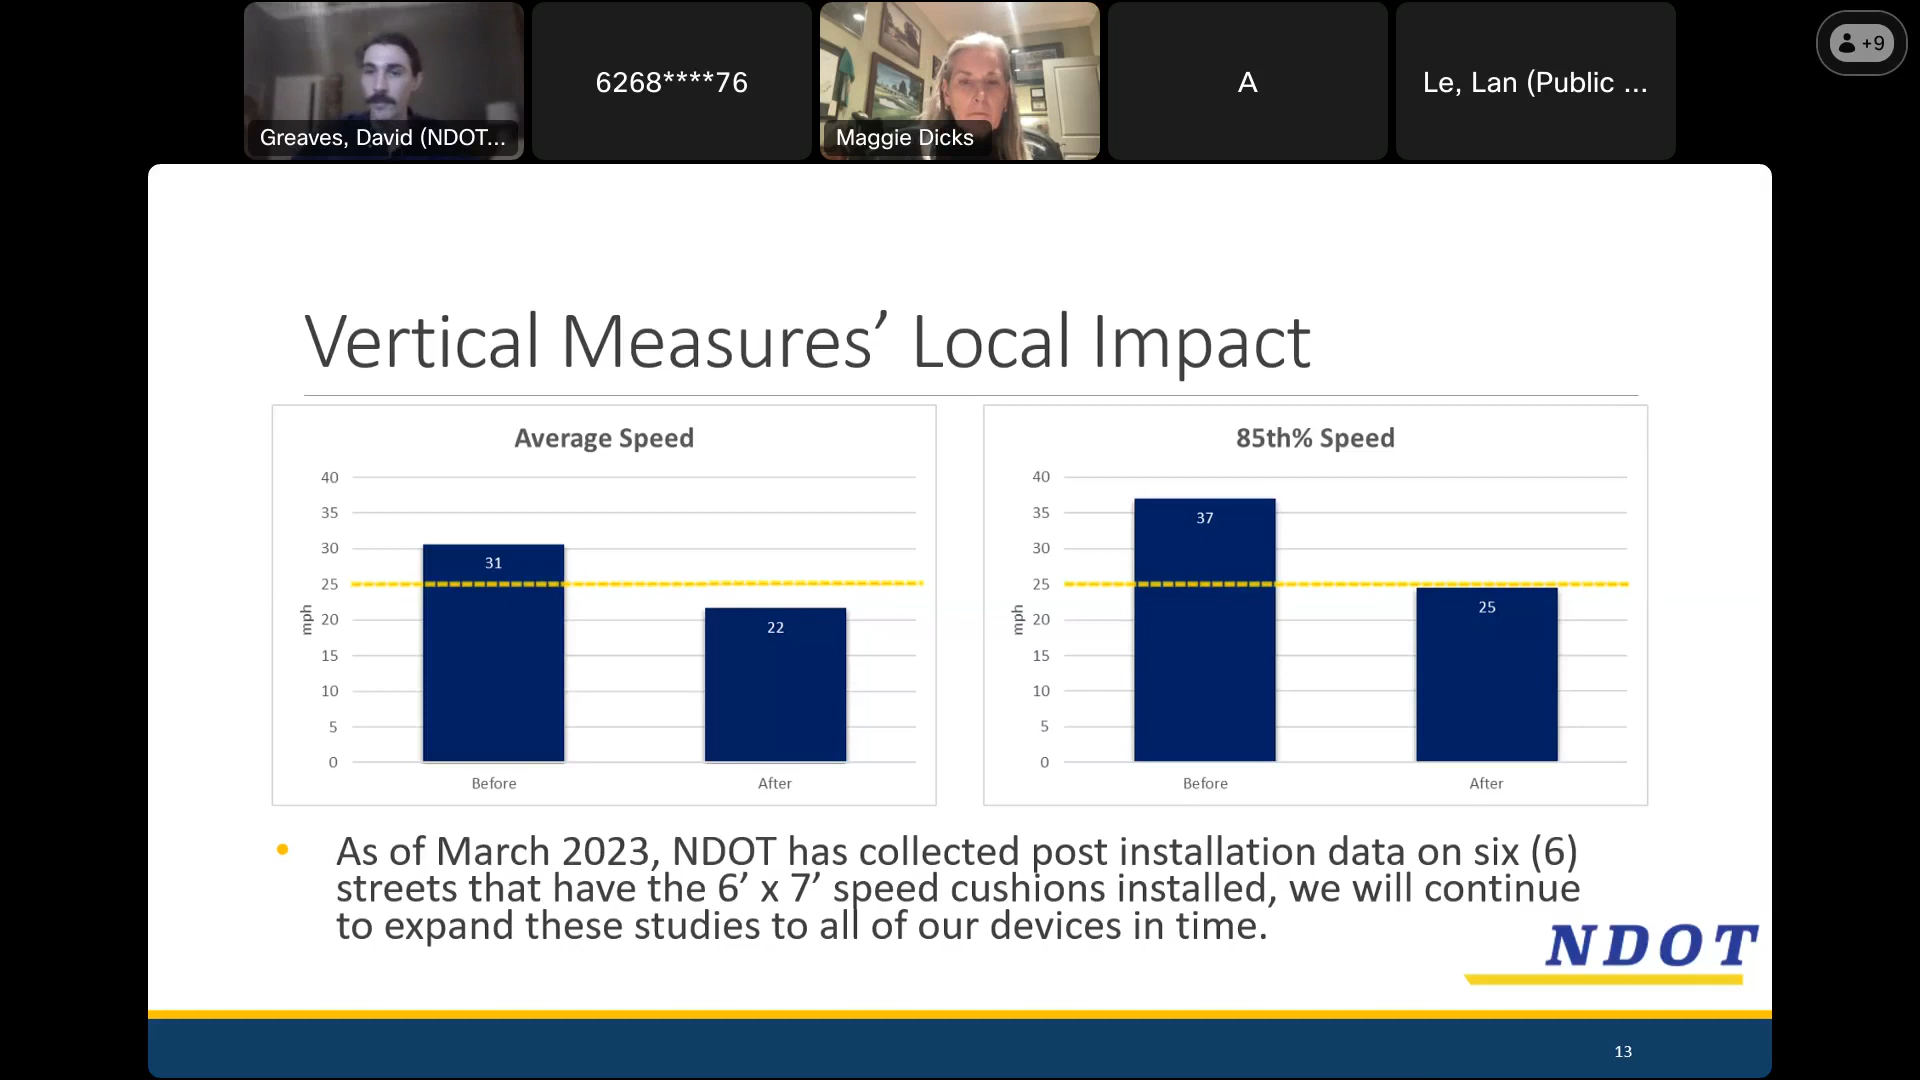 Greaves, David (NDOT...
6268****76
Maggie Dicks
A
Le, Lan (Public ...
+9
Vertical Measures’ Local Impact
Average Speed
40
35
30
25
20
15
10
5
0
mph
31
22
Before
After
85th% Speed
40
35
30
25
20
15
10
5
0
mph
37
25
Before
After
• As of March 2023, NDOT has collected post installation data on six (6)
streets that have the 6’ x 7’ speed cushions installed, we will continue
to expand these studies to all of our devices in time.
NDOT
13